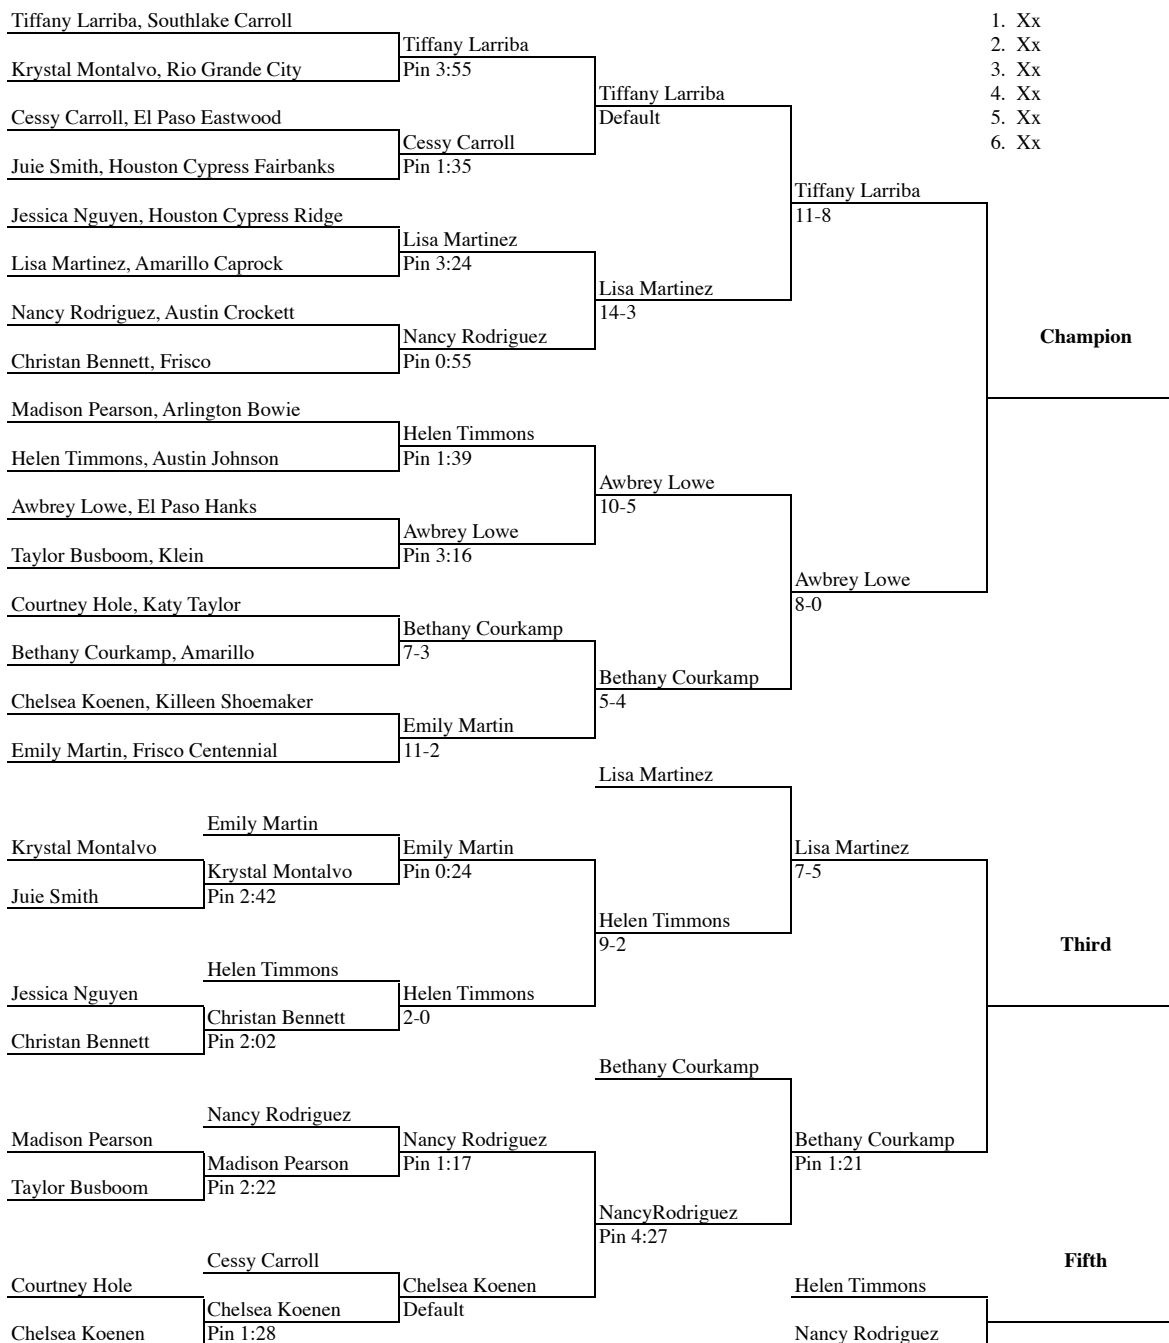 Tiffany Larriba, Southlake Carroll
1. Xx
Tiffany Larriba
2. Xx
Krystal Montalvo, Rio Grande City
Pin 3:55
3. Xx
Tiffany Larriba
4. Xx
Cessy Carroll, El Paso Eastwood
Default
5. Xx
Cessy Carroll
6. Xx
Juie Smith, Houston Cypress Fairbanks
Pin 1:35
Tiffany Larriba
Jessica Nguyen, Houston Cypress Ridge
11-8
Lisa Martinez
Lisa Martinez, Amarillo Caprock
Pin 3:24
Lisa Martinez
Nancy Rodriguez, Austin Crockett
14-3
Nancy Rodriguez
Champion
Christan Bennett, Frisco
Pin 0:55
Madison Pearson, Arlington Bowie
Helen Timmons
Helen Timmons, Austin Johnson
Pin 1:39
Awbrey Lowe
Awbrey Lowe, El Paso Hanks
10-5
Awbrey Lowe
Taylor Busboom, Klein
Pin 3:16
Awbrey Lowe
Courtney Hole, Katy Taylor
8-0
Bethany Courkamp
Bethany Courkamp, Amarillo
7-3
Bethany Courkamp
Chelsea Koenen, Killeen Shoemaker
5-4
Emily Martin
Emily Martin, Frisco Centennial
11-2
Lisa Martinez
Emily Martin
Krystal Montalvo
Emily Martin
Lisa Martinez
Krystal Montalvo
Pin 0:24
7-5
Juie Smith
Pin 2:42
Helen Timmons
9-2
Third
Helen Timmons
Jessica Nguyen
Helen Timmons
Christan Bennett
2-0
Christan Bennett
Pin 2:02
Bethany Courkamp
Nancy Rodriguez
Madison Pearson
Nancy Rodriguez
Bethany Courkamp
Madison Pearson
Pin 1:17
Pin 1:21
Taylor Busboom
Pin 2:22
NancyRodriguez
Pin 4:27
Cessy Carroll
Fifth
Courtney Hole
Chelsea Koenen
Helen Timmons
Chelsea Koenen
Default
Chelsea Koenen
Pin 1:28
Nancy Rodriguez